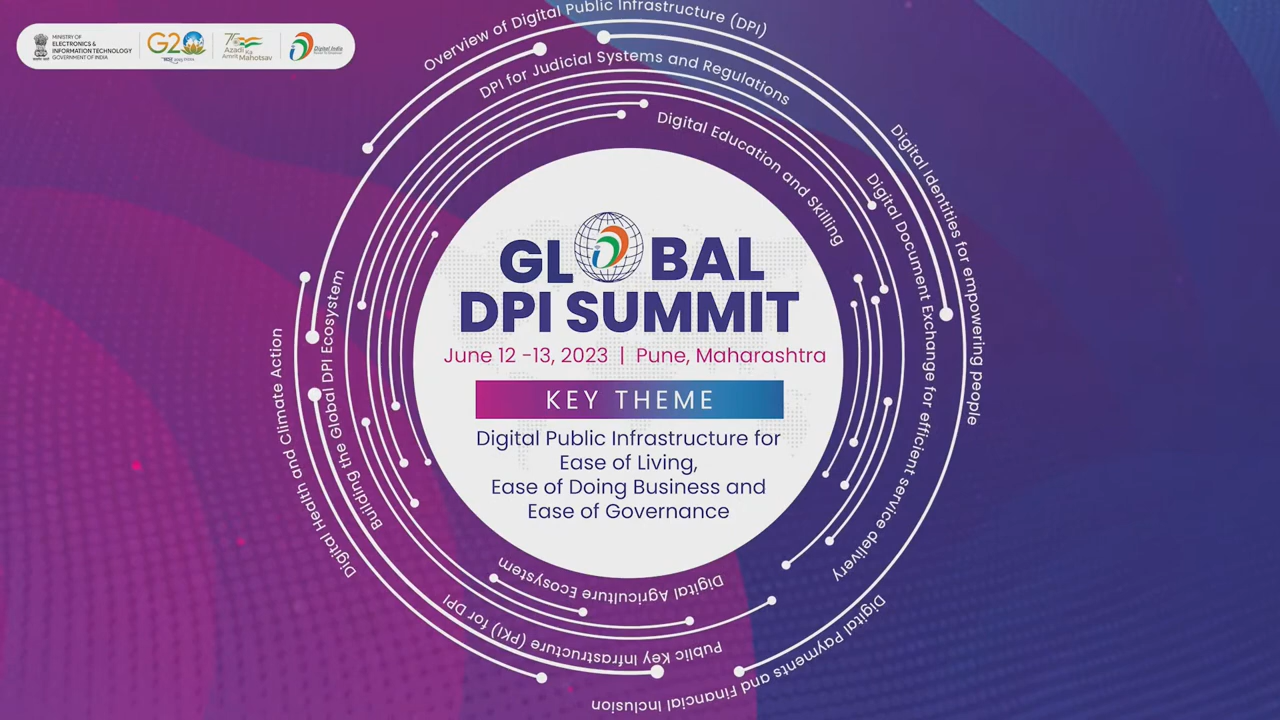 MINISTRY OF
ELECTRONICS &
INFORMATION TECHNOLOGY
GOVERNMENT OF INDIA
G20
Azadi Ka
Amrit Mahotsav
Digital India
Overview of Digital Public Infrastructure (DPI)
DPI for Judicial Systems and Regulations
Digital Education and Skilling
Digital Identities for empowering people
Digital Document Exchange for efficient service delivery
GLOBAL
DPI SUMMIT
June 12 -13, 2023 | Pune, Maharashtra
KEY THEME
Digital Public Infrastructure for
Ease of Living,
Ease of Doing Business and
Ease of Governance
Building the Global DPI Ecosystem
Digital Health and Climate Action
Digital Agriculture Ecosystem
Public Key Infrastructure (PKI) for DPI
Digital Payments and Financial Inclusion